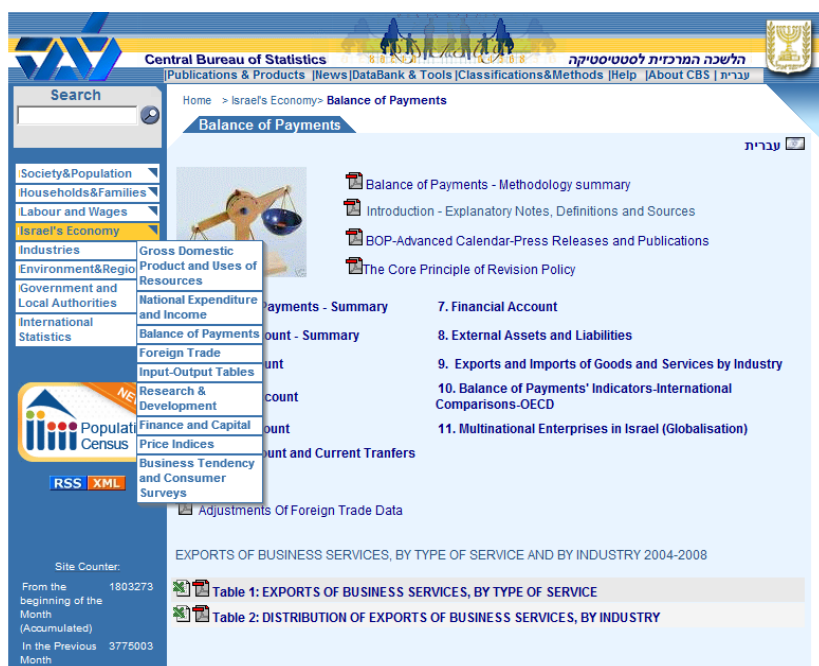 Central Bureau of Statistics
הלשכה המרכזית לסטטיסטיקה
|Publications & Products |News|DataBank & Tools |Classifications&Methods |Help |About CBS | עברית
Search
Home > Israel's Economy> Balance of Payments
Balance of Payments
עברית
Society&Population
Households&Families
Labour and Wages
Israel's Economy
Industries
Environment&Regio
Government and
Local Authorities
International
Statistics
Gross Domestic
Product and Uses of
Resources
National Expenditure
and Income
Balance of Payments
Foreign Trade
Input-Output Tables
Research &
Development
Finance and Capital
Price Indices
Business Tendency
and Consumer
Surveys
Balance of Payments - Methodology summary
Introduction - Explanatory Notes, Definitions and Sources
BOP-Advanced Calendar-Press Releases and Publications
The Core Principle of Revision Policy
Payments - Summary
ount - Summary
unt
count
ount
unt and Current Tranfers
7. Financial Account
8. External Assets and Liabilities
9. Exports and Imports of Goods and Services by Industry
10. Balance of Payments' Indicators-International
Comparisons-OECD
11. Multinational Enterprises in Israel (Globalisation)
NEW
Populati
Census
RSS XML
Adjustments Of Foreign Trade Data
EXPORTS OF BUSINESS SERVICES, BY TYPE OF SERVICE AND BY INDUSTRY 2004-2008
Table 1: EXPORTS OF BUSINESS SERVICES, BY TYPE OF SERVICE
Table 2: DISTRIBUTION OF EXPORTS OF BUSINESS SERVICES, BY INDUSTRY
Site Counter:
From the 1803273
beginning of the
Month
(Accumulated)
In the Previous 3775003
Month